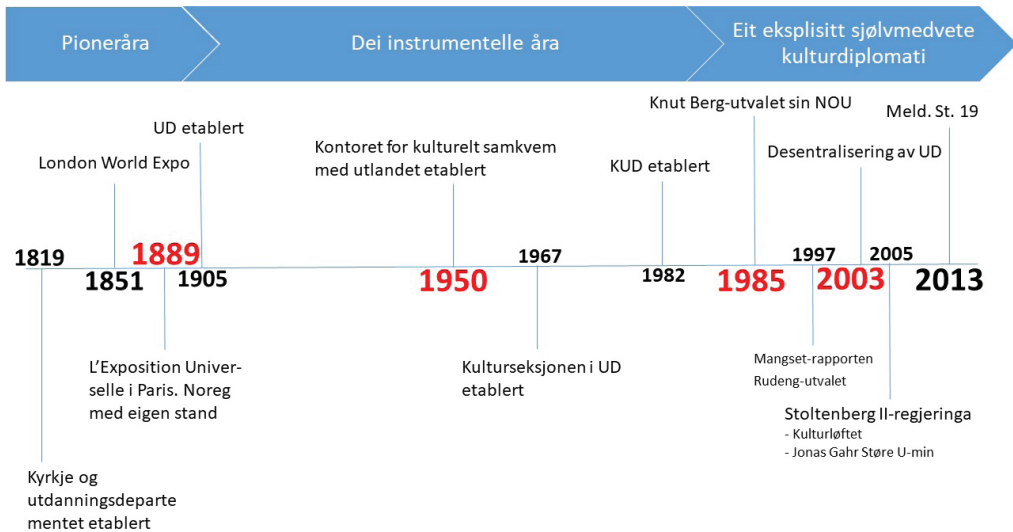 Pioneråra
Dei instrumentelle åra
Eit eksplisitt sjølvmedvete
kulturdiplomati
Knut Berg-utvalet sin NOU
Meld. St. 19
UD etablert
Kontoret for kulturelt samkvem
med utlandet etablert
Desentralisering av UD
London World Expo
KUD etablert
1819
1889
1967
1997
2005
1851
1905
1950
1982
1985
2003
2013
L’Exposition Univer-
selle i Paris. Noreg
med eigen stand
Kulturseksjonen i UD
etablert
Mangset-rapporten
Rudeng-utvalet
Stoltenberg II-regjeringa
- Kulturløftet
- Jonas Gahr Støre U-min
Kyrkje og
utdanningsdeparte
mentet etablert